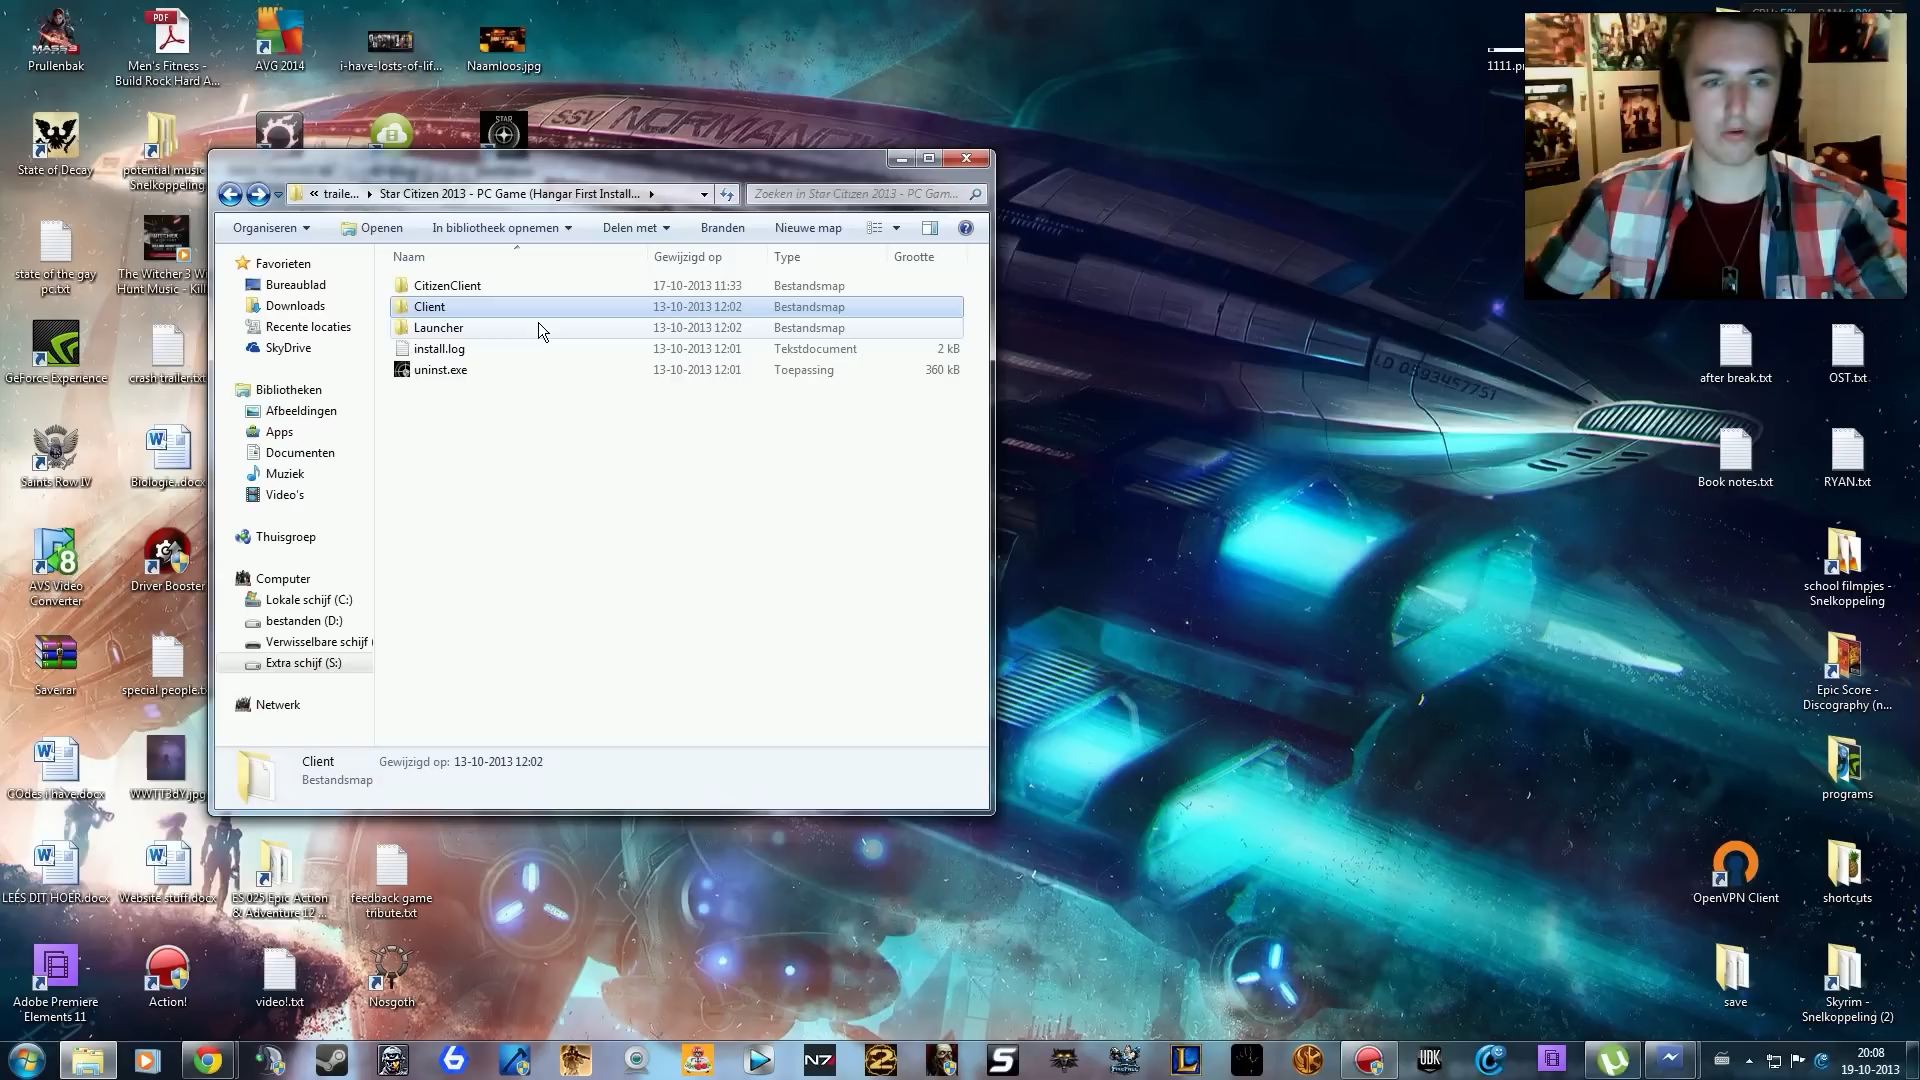 Prullenbak
Men's Fitness -
Build Rock Hard A...
AVG 2014
i-have-losts-of-lif...
Naamloos.jpg
1111.pr
State of Decay
potential music
Snelkoppeling
STAR
SSV NORMAN
traile...
Star Citizen 2013 - PC Game (Hangar First Install...
Zoeken in Star Citizen 2013 - PC Gam...
Organiseren
Openen
In bibliotheek opnemen
Delen met
Branden
Nieuwe map
Naam
Gewijzigd op
Type
Grootte
CitizenClient 17-10-2013 11:33 Bestandsmap
Client 13-10-2013 12:02 Bestandsmap
Launcher 13-10-2013 12:02 Bestandsmap
install.log 13-10-2013 12:01 Tekstdocument 2 kB
uninst.exe 13-10-2013 12:01 Toepassing 360 kB
Favorieten
Bureaublad
Downloads
Recente locaties
SkyDrive
Bibliotheken
Afbeeldingen
Apps
Documenten
Muziek
Video's
Thuisgroep
Computer
Lokale schijf (C:)
bestanden (D:)
Verwisselbare schijf (
Extra schijf (S:)
Netwerk
Client
Gewijzigd op: 13-10-2013 12:02
Bestandsmap
state of the gay
pc.txt
The Witcher 3 Wi
Hunt Music - Kill
GeForce Experience
crash trailer.txt
Saints Row IV
Biologie..docx
AVS Video
Converter
Driver Booster
Save.rar
special people.tx
COdes i have.docx
WWTT3dY.jpg
LEES DIT HOER.docx
Website stuff.docx
ES 025 Epic Action
& Adventure 12 ...
feedback game
tribute.txt
Adobe Premiere
Elements 11
Action!
video!.txt
Nosgoth
LD 0593457751
after break.txt
OST.txt
Book notes.txt
RYAN.txt
school filmpjes -
Snelkoppeling
Epic Score -
Discography (n...
programs
OpenVPN Client
shortcuts
save
Skyrim -
Snelkoppeling (2)
N7
UDK
20:08
19-10-2013